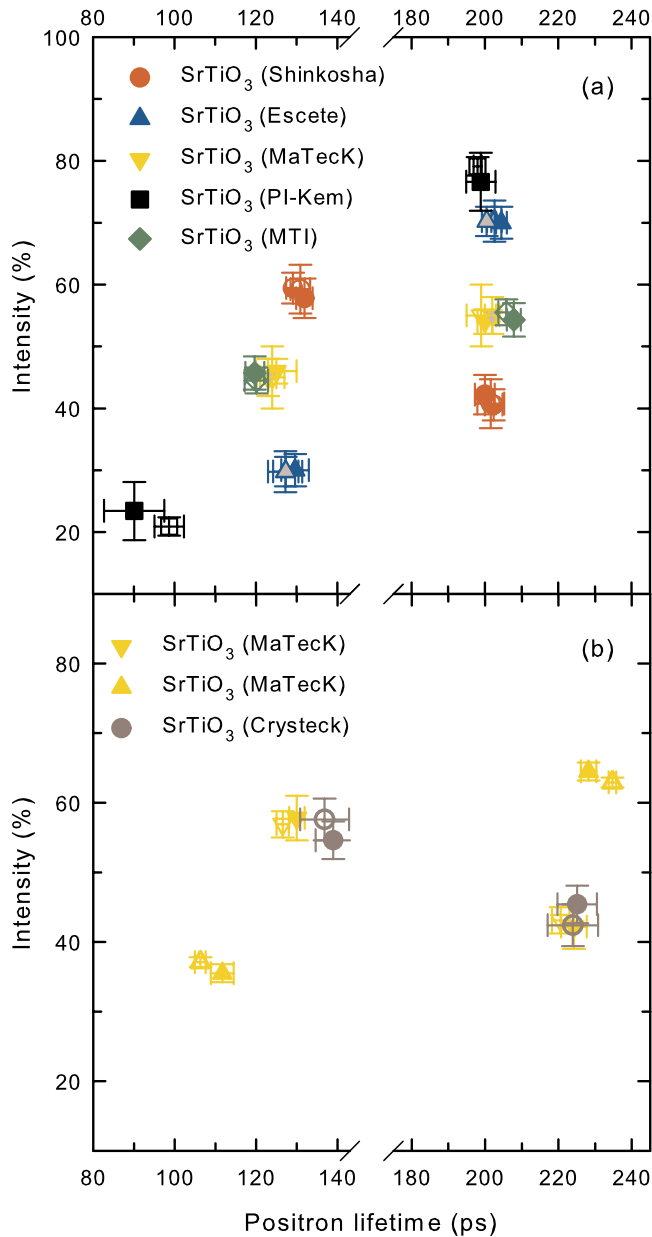 80 100 120 140 200 220 240
100
SrTiO3 (Shinkosha) (a)
SrTiO3 (Escete)
SrTiO3 (MaTecK)
80
SrTiO3 (PI-Kem)
SrTiO3 (MTI)
Intensity (%)
60
40
20
SrTiO3 (MaTecK) (b)
80
SrTiO3 (MaTecK)
SrTiO3 (Crysteck)
Intensity (%)
60
40
20
80 100 120 140 200 220 240
Positron lifetime (ps)